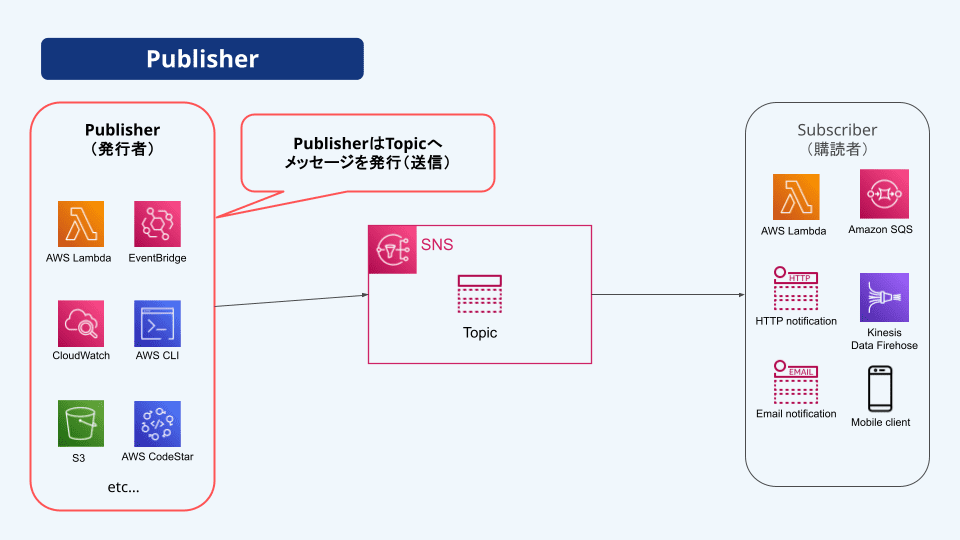 Publisher
Publisher
（発行者）
PublisherはTopicへ
メッセージを発行（送信）
AWS Lambda
EventBridge
CloudWatch
AWS CLI
S3
AWS CodeStar
etc...
SNS
Topic
Subscriber
（購読者）
AWS Lambda
Amazon SQS
HTTP
HTTP notification
Kinesis
Data Firehose
EMAIL
Email notification
Mobile client